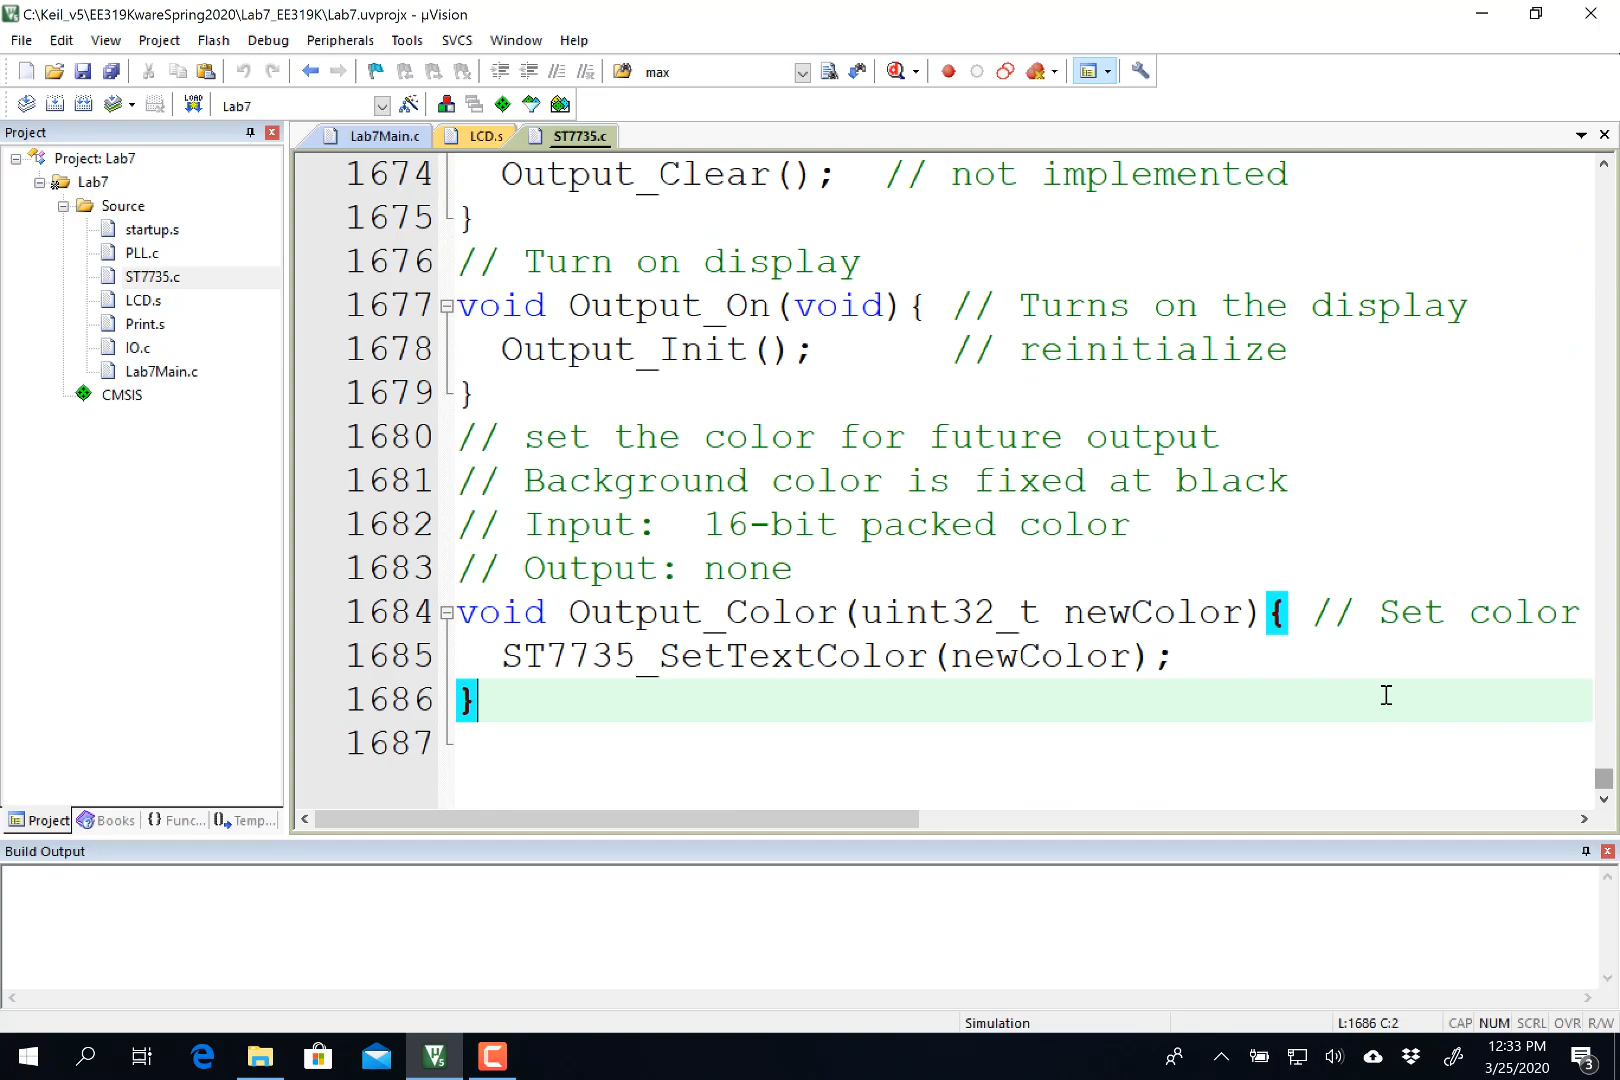 C:\Keil_v5\EE319KwareSpring2020\Lab7_EE319K\Lab7.uvprojx - µVision
File Edit View Project Flash Debug Peripherals Tools SVCS Window Help
max
LOAD Lab7
Project
Lab7Main.c LCD.s ST7735.c
Project: Lab7
Lab7
Source
startup.s
PLL.c
ST7735.c
LCD.s
Print.s
IO.c
Lab7Main.c
CMSIS
1674 Output_Clear(); // not implemented
1675 }
1676 // Turn on display
1677 void Output_On(void){ // Turns on the display
1678 Output_Init(); // reinitialize
1679 }
1680 // set the color for future output
1681 // Background color is fixed at black
1682 // Input: 16-bit packed color
1683 // Output: none
1684 void Output_Color(uint32_t newColor){ // Set color
1685 ST7735_SetTextColor(newColor);
1686 }
1687
Project Books {} Func... Temp...
Build Output
Simulation L:1686 C:2 CAP NUM SCRL OVR R/W
12:33 PM
3/25/2020
3